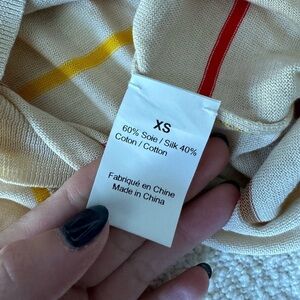 XS
60% Soie / Silk 40%
Coton / Cotton
Fabriqué en Chine
Made in China